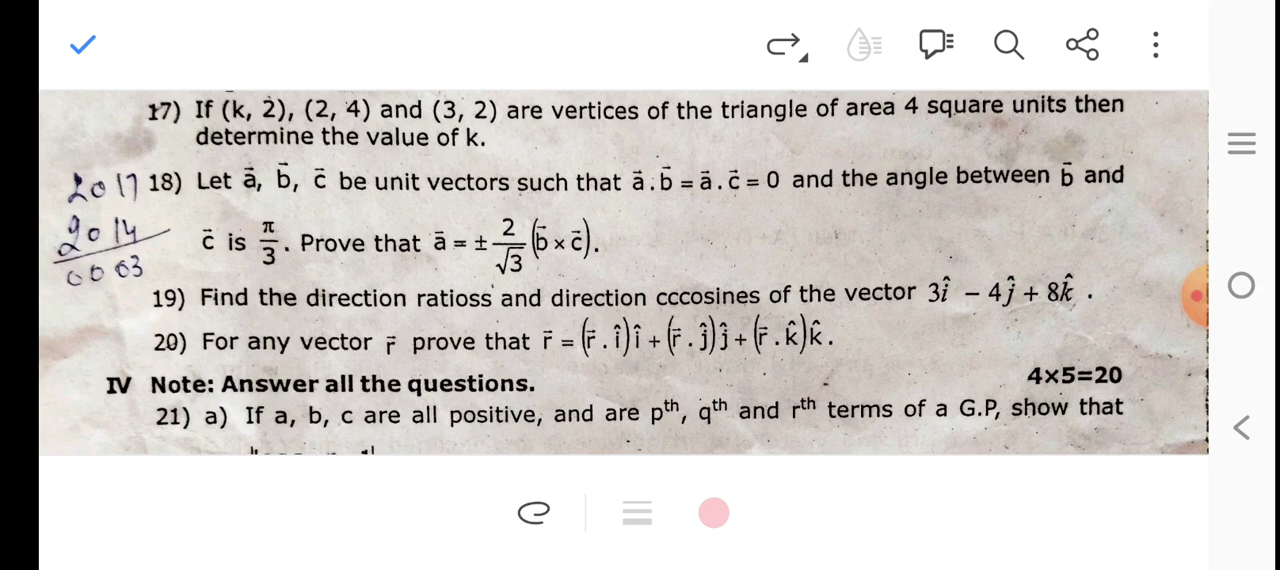 17) If (k, 2), (2, 4) and (3, 2) are vertices of the triangle of area 4 square units then
determine the value of k.
2017 18) Let a⃗, b⃗, c⃗ be unit vectors such that a⃗.b⃗ = a⃗.c⃗ = 0 and the angle between b̄ and
2014 c⃗ is π/3. Prove that ā = ± 2/√3 (b̄ × c̄).
0003
19) Find the direction ratioss and direction cccosines of the vector 3î − 4ĵ + 8k̂ .
20) For any vector r̄ prove that r̄ = (r̄ . î)î + (r̄ . ĵ)ĵ + (r̄ . k̂)k̂.
IV Note: Answer all the questions. 4×5=20
21) a) If a, b, c are all positive, and are pᵗʰ, qᵗʰ and rᵗʰ terms of a G.P, show that